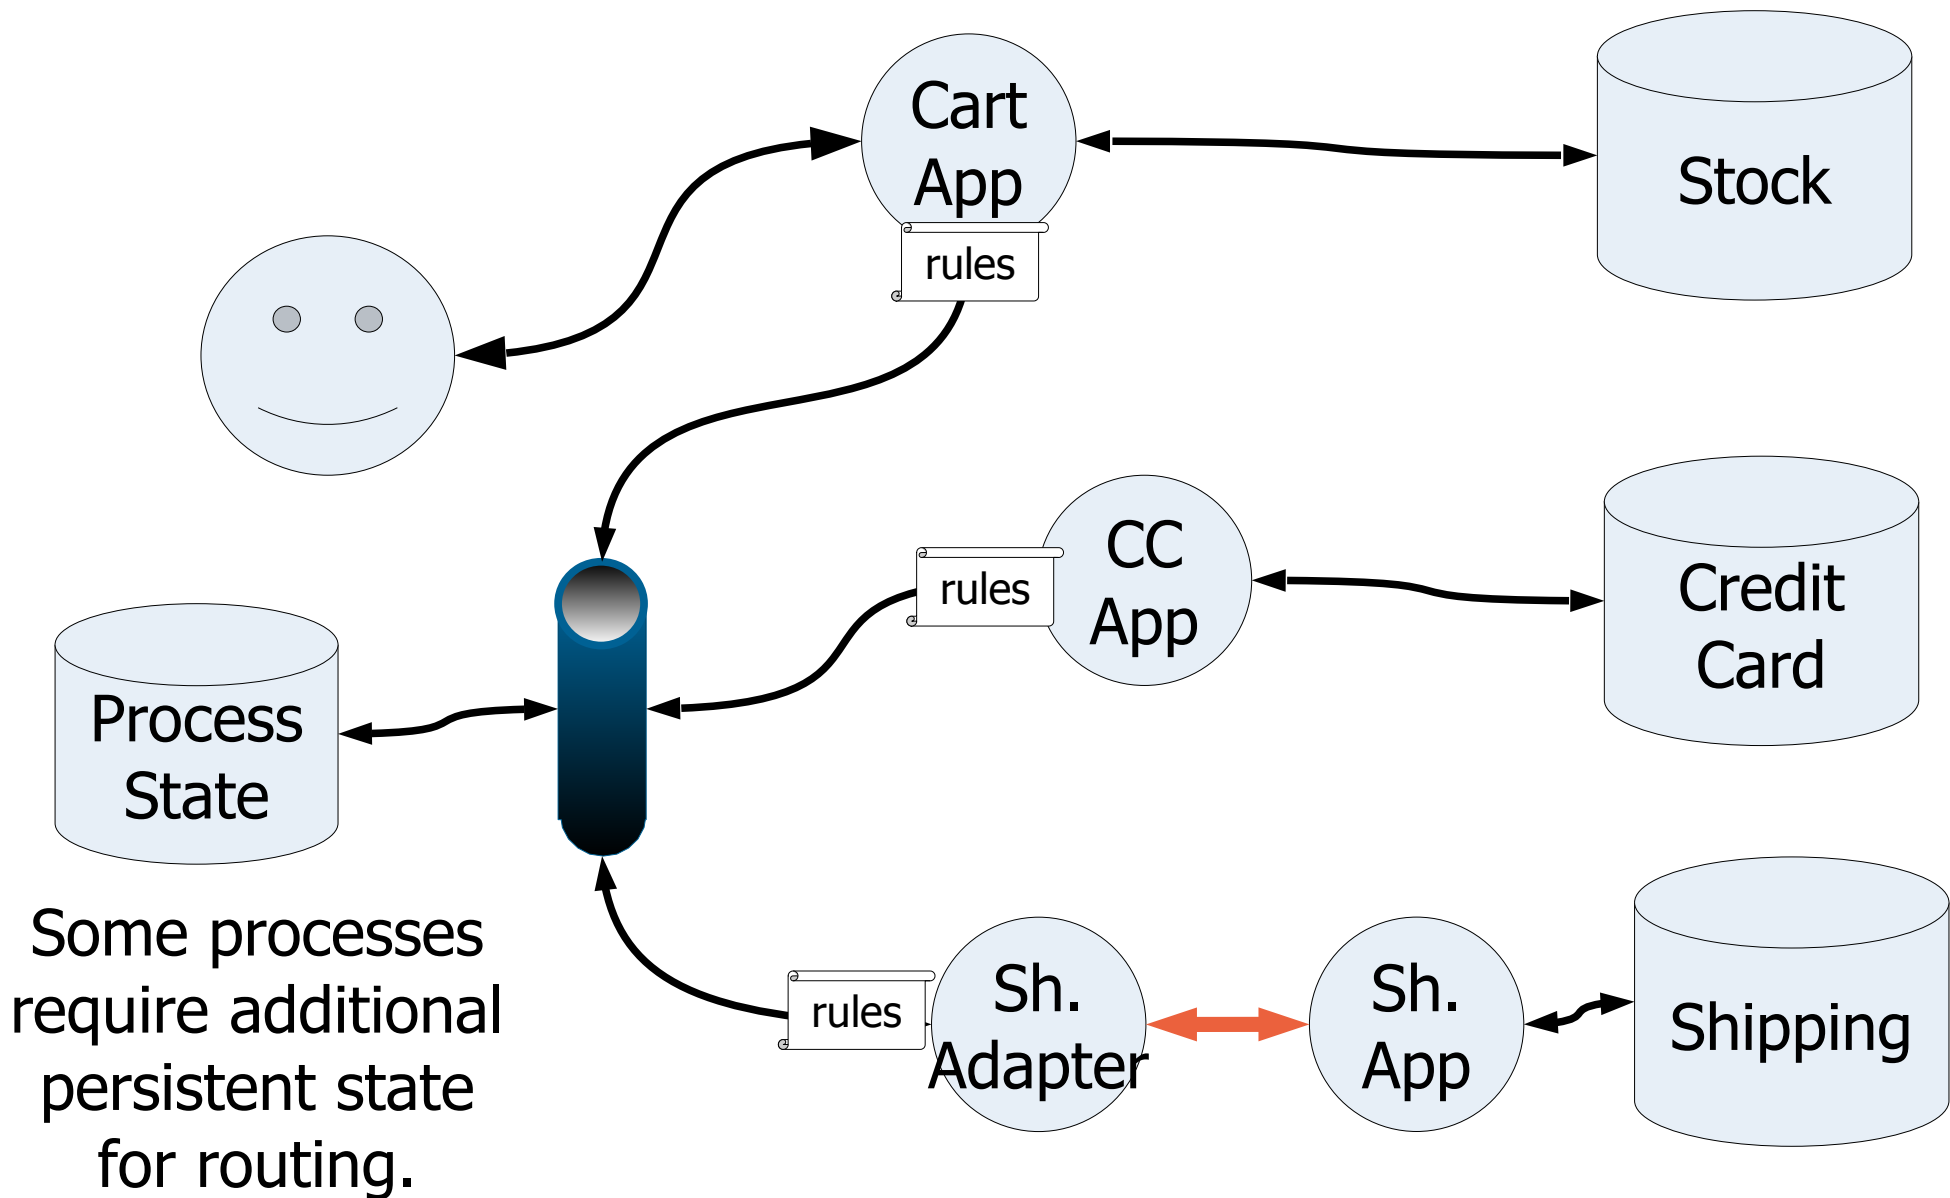 Cart
App
rules
Stock
rules
CC
App
Credit
Card
Process
State
Some processes
require additional
persistent state
for routing.
rules
Sh.
Adapter
Sh.
App
Shipping